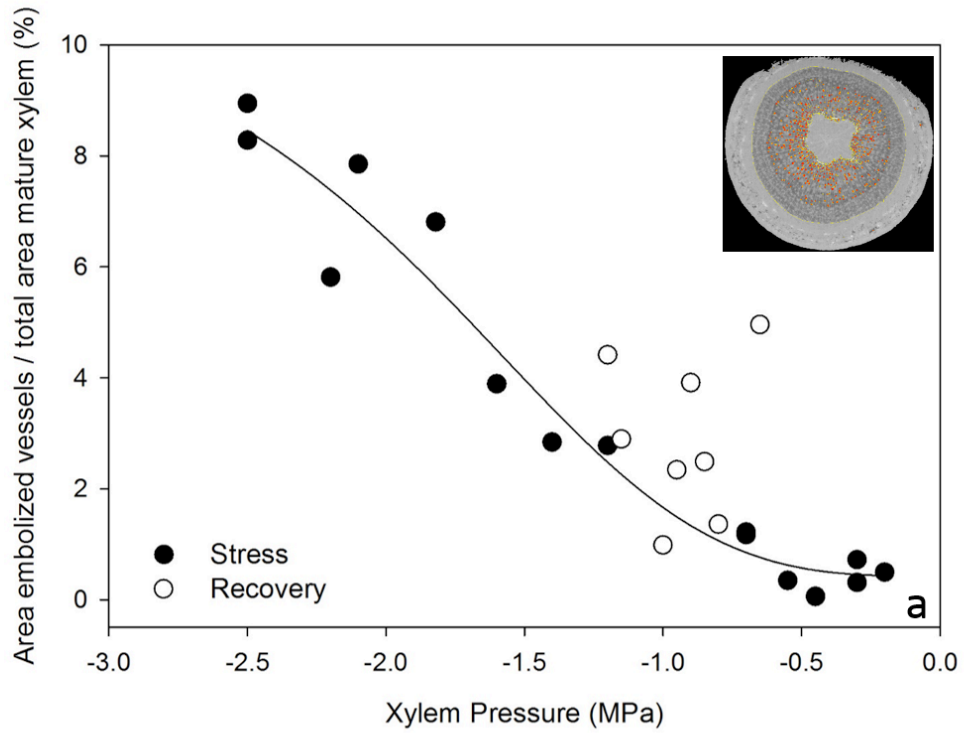 Area embolized vessels / total area mature xylem (%)
10
8
6
4
2
0
Stress
Recovery
a
-3.0 -2.5 -2.0 -1.5 -1.0 -0.5 0.0
Xylem Pressure (MPa)